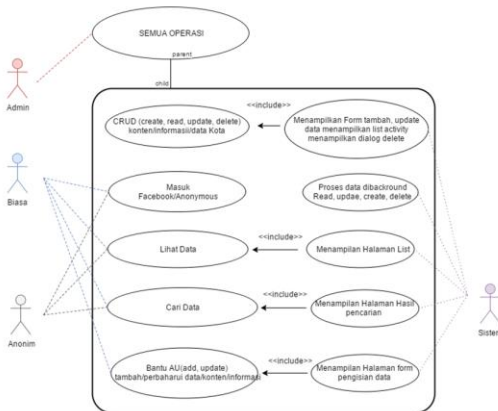 SEMUA OPERASI
parent
child
Admin
CRUD (create, read, update, delete)
konten/informasii/data Kota
<<include>>
Menampilkan Form tambah, update
data menampilkan list activity
menampilkan dialog delete
Biasa
Masuk
Facebook/Anonymous
Proses data dibackround
Read, updae, create, delete
Lihat Data
<<include>>
Menampilan Halaman List
Anonim
Cari Data
<<include>>
Menampilan Halaman Hasil
pencarian
Sistem
Bantu AU(add, update)
tambah/perbaharui data/konten/informasi
<<include>>
Menampilan Halaman form
pengisian data